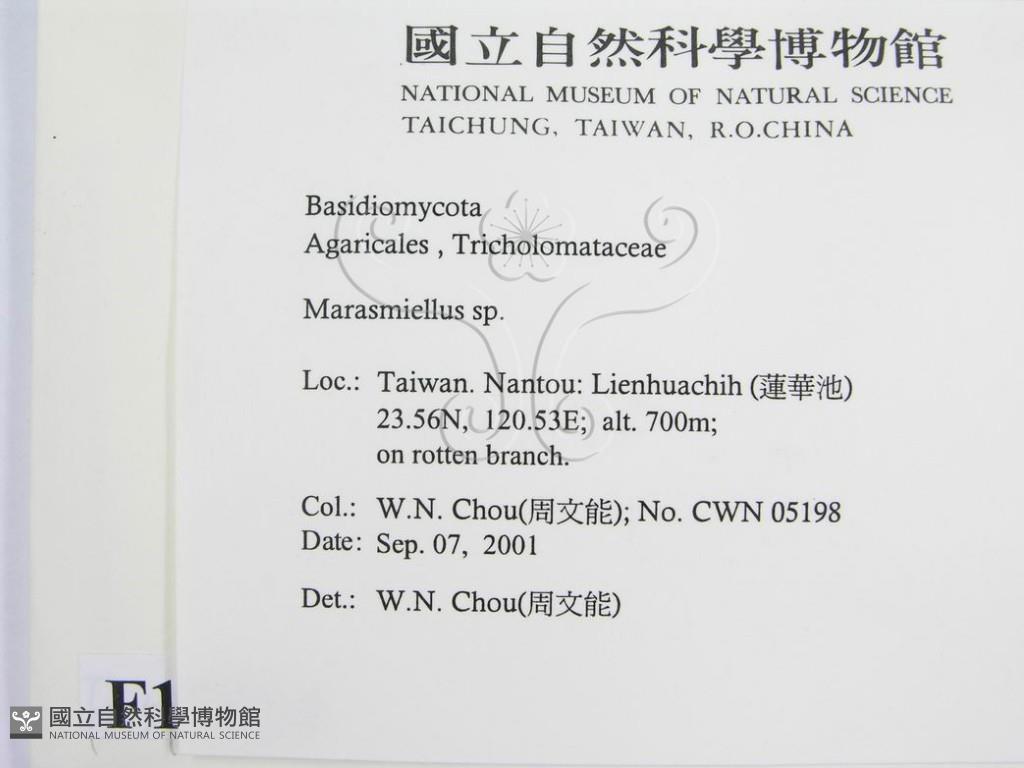 國立自然科學博物館
NATIONAL MUSEUM OF NATURAL SCIENCE
TAICHUNG, TAIWAN, R.O.CHINA
Basidiomycota
Agaricales , Tricholomataceae
Marasmiellus sp.
Loc.: Taiwan. Nantou: Lienhuachih (蓮華池)
23.56N, 120.53E; alt. 700m;
on rotten branch.
Col.: W.N. Chou(周文能); No. CWN 05198
Date: Sep. 07, 2001
Det.: W.N. Chou(周文能)
F1
國立自然科學博物館
NATIONAL MUSEUM OF NATURAL SCIENCE